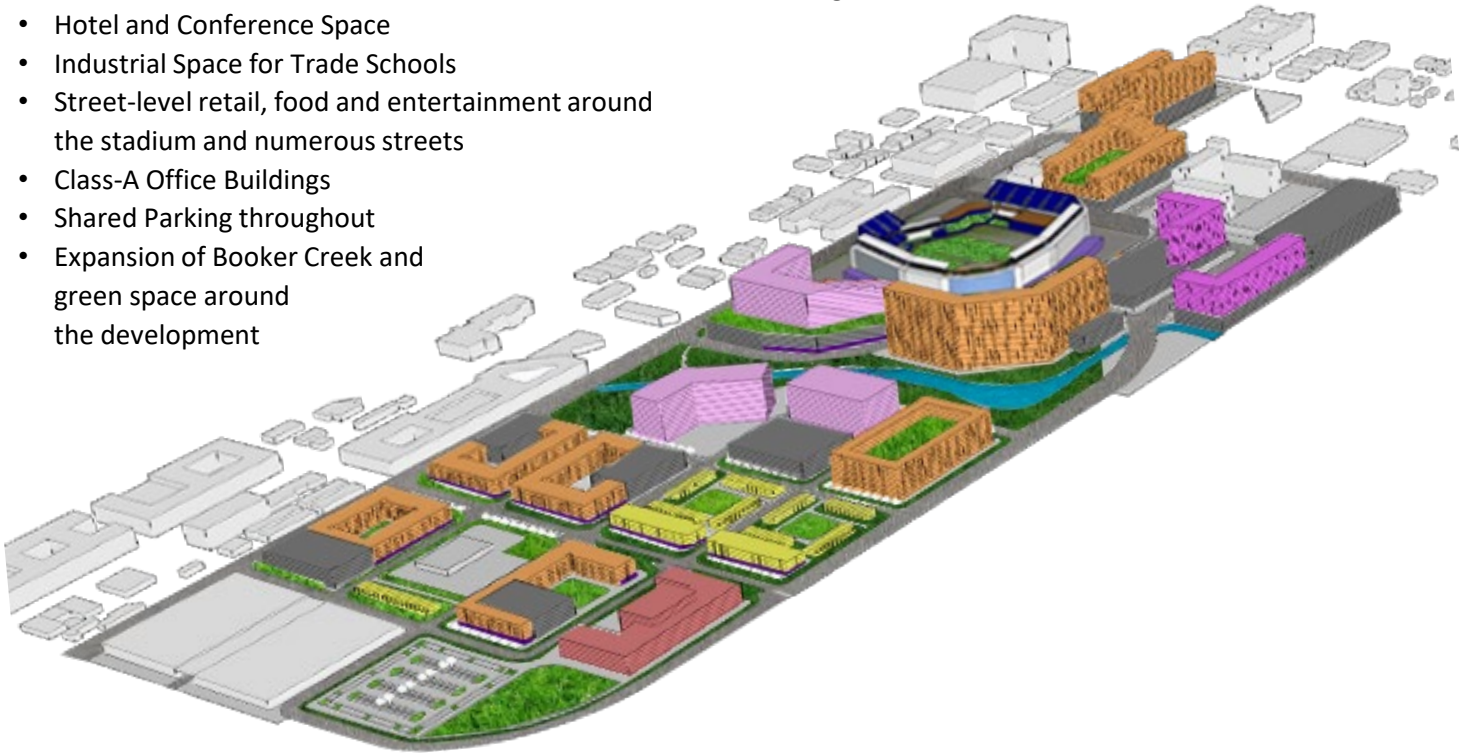 • Hotel and Conference Space
• Industrial Space for Trade Schools
• Street-level retail, food and entertainment around
the stadium and numerous streets
• Class-A Office Buildings
• Shared Parking throughout
• Expansion of Booker Creek and
green space around
the development